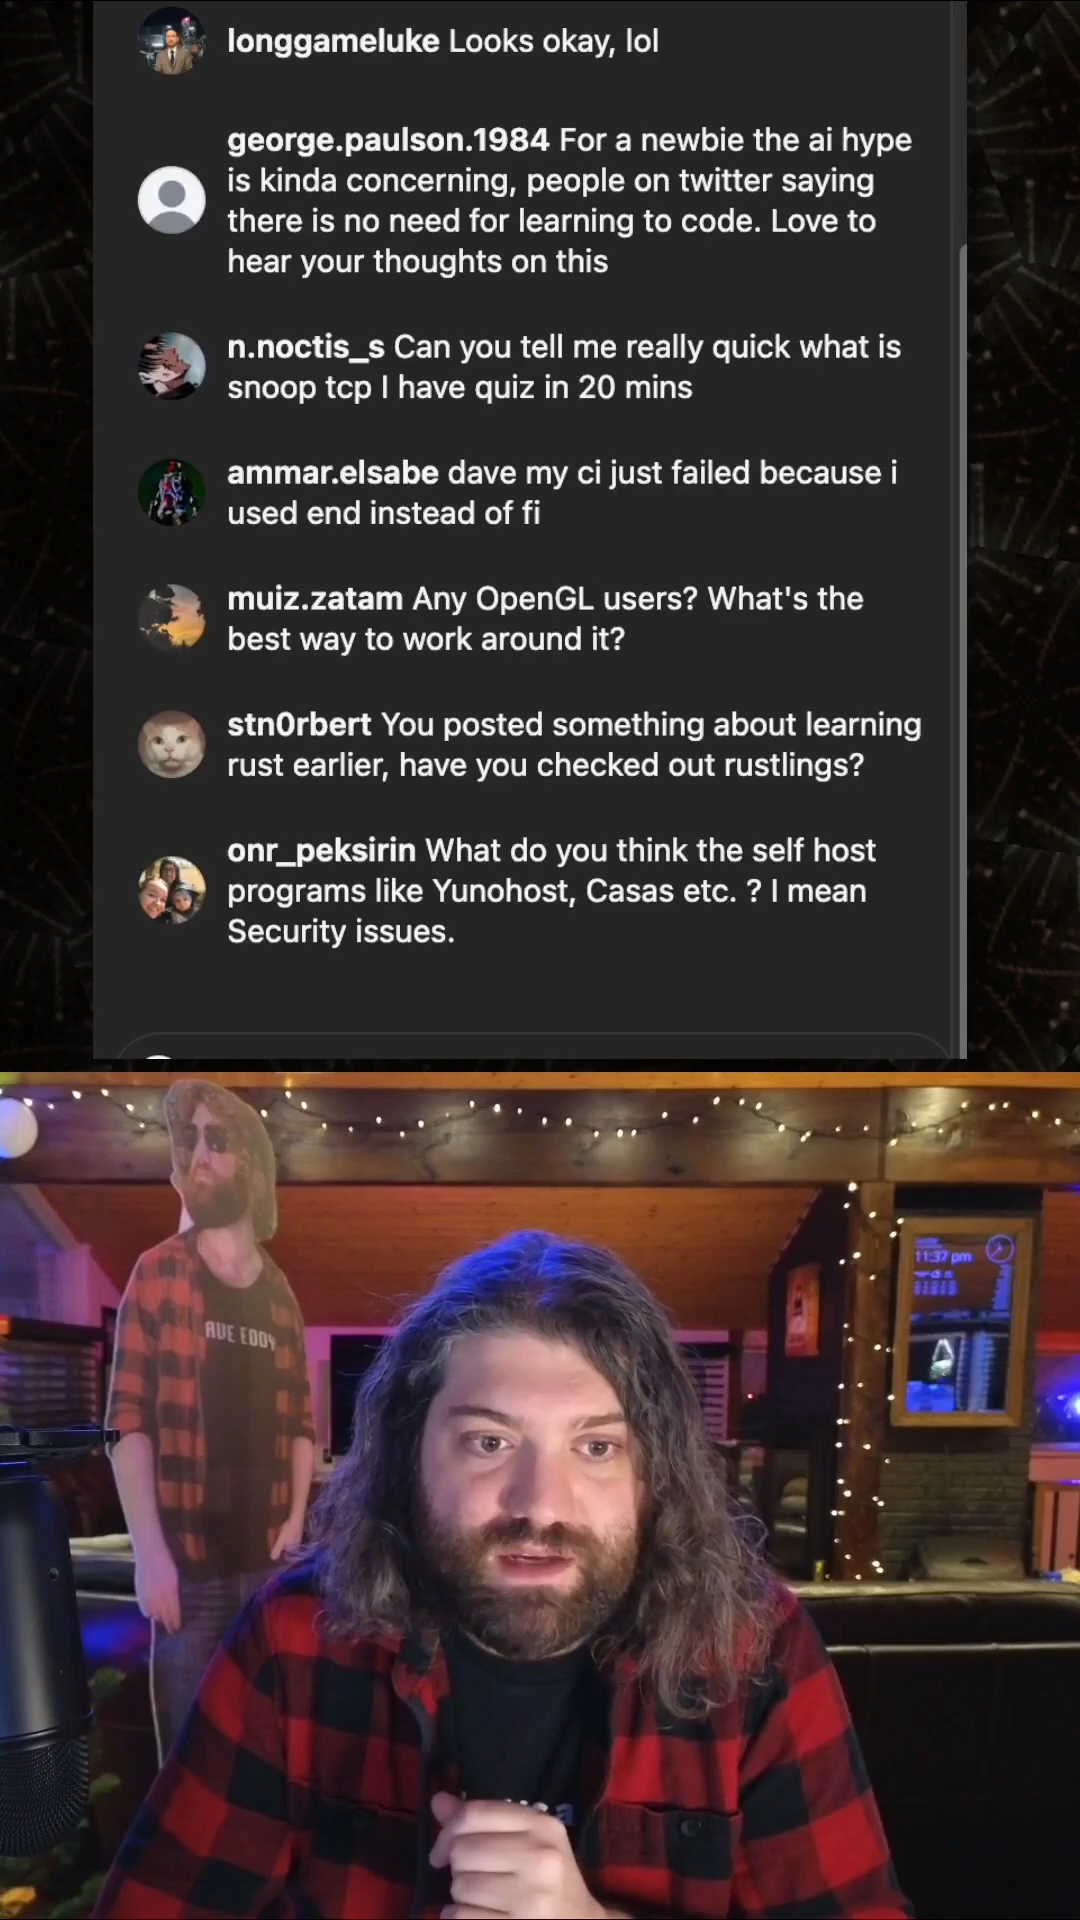 longgameluke Looks okay, lol
george.paulson.1984 For a newbie the ai hype
is kinda concerning, people on twitter saying
there is no need for learning to code. Love to
hear your thoughts on this
n.noctis_s Can you tell me really quick what is
snoop tcp I have quiz in 20 mins
ammar.elsabe dave my ci just failed because i
used end instead of fi
muiz.zatam Any OpenGL users? What's the
best way to work around it?
stn0rbert You posted something about learning
rust earlier, have you checked out rustlings?
onr_peksirin What do you think the self host
programs like Yunohost, Casas etc. ? I mean
Security issues.
11:37 pm
AVE EDDY